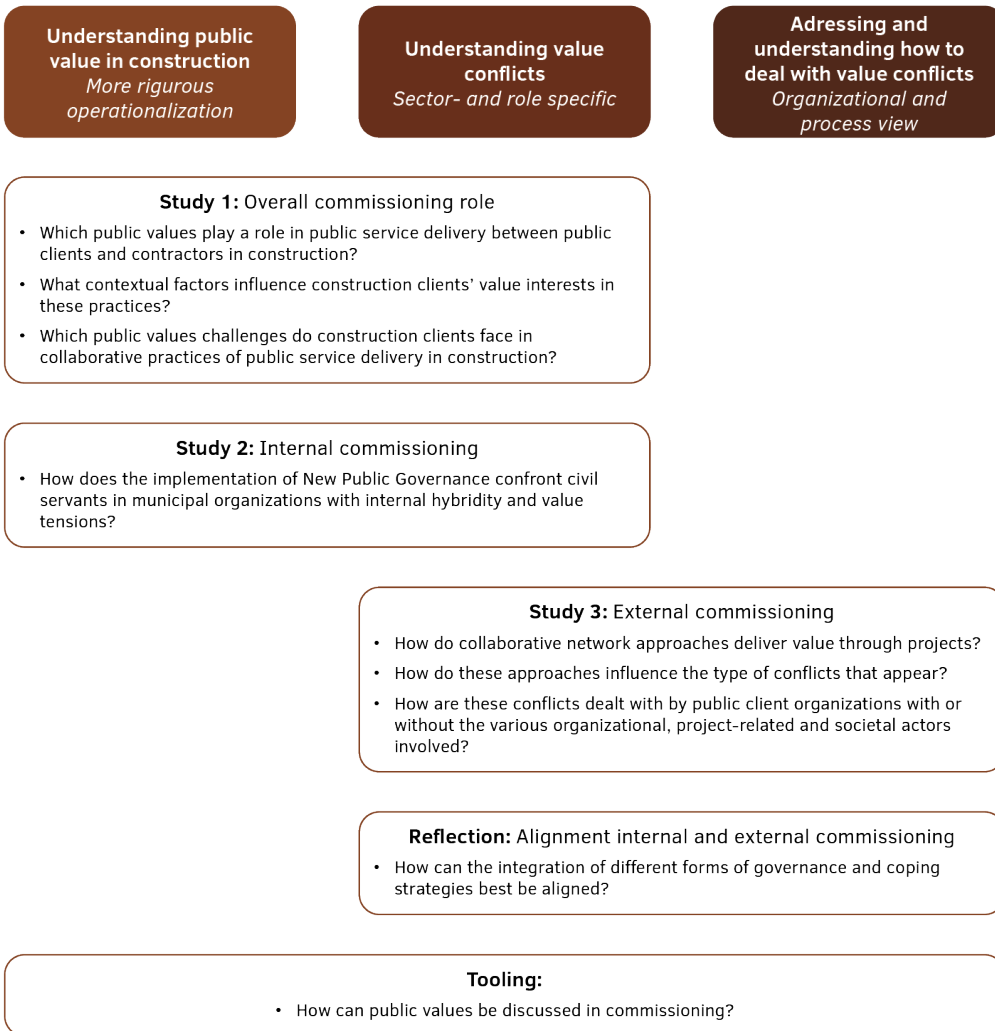 Understanding public
value in construction
More rigurous
operationalization
Understanding value
conflicts
Sector- and role specific
Adressing and
understanding how to
deal with value conflicts
Organizational and
process view
Study 1: Overall commissioning role
• Which public values play a role in public service delivery between public
clients and contractors in construction?
• What contextual factors influence construction clients’ value interests in
these practices?
• Which public values challenges do construction clients face in
collaborative practices of public service delivery in construction?
Study 2: Internal commissioning
• How does the implementation of New Public Governance confront civil
servants in municipal organizations with internal hybridity and value
tensions?
Study 3: External commissioning
• How do collaborative network approaches deliver value through projects?
• How do these approaches influence the type of conflicts that appear?
• How are these conflicts dealt with by public client organizations with or
without the various organizational, project-related and societal actors
involved?
Reflection: Alignment internal and external commissioning
• How can the integration of different forms of governance and coping
strategies best be aligned?
Tooling:
• How can public values be discussed in commissioning?